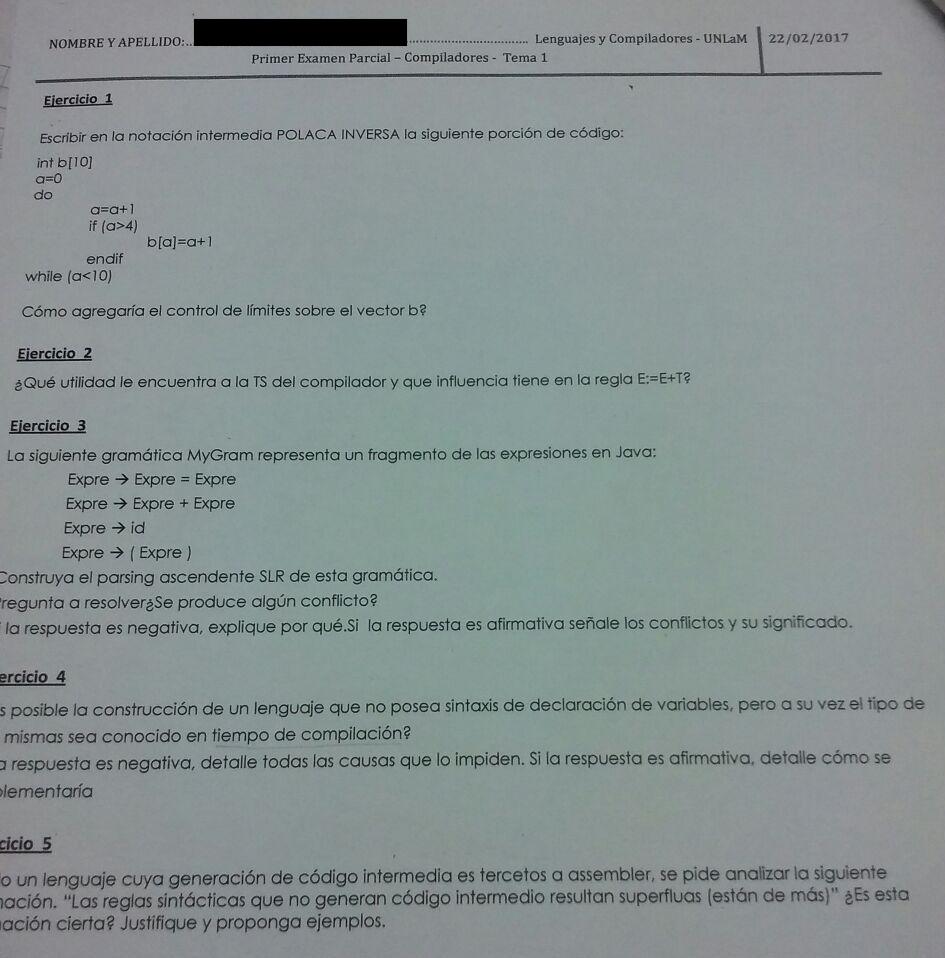 NOMBRE Y APELLIDO:.. ................................. Lenguajes y Compiladores - UNLaM 22/02/2017
Primer Examen Parcial – Compiladores - Tema 1
Ejercicio 1
Escribir en la notación intermedia POLACA INVERSA la siguiente porción de código:
int b[10]
a=0
do
a=a+1
if (a>4)
b[a]=a+1
endif
while (a<10)
Cómo agregaría el control de límites sobre el vector b?
Ejercicio 2
¿Qué utilidad le encuentra a la TS del compilador y que influencia tiene en la regla E:=E+T?
Ejercicio 3
La siguiente gramática MyGram representa un fragmento de las expresiones en Java:
Expre → Expre = Expre
Expre → Expre + Expre
Expre → id
Expre → ( Expre )
Construya el parsing ascendente SLR de esta gramática.
Pregunta a resolver¿Se produce algún conflicto?
la respuesta es negativa, explique por qué.Si la respuesta es afirmativa señale los conflictos y su significado.
ercicio 4
s posible la construcción de un lenguaje que no posea sintaxis de declaración de variables, pero a su vez el tipo de
mismas sea conocido en tiempo de compilación?
a respuesta es negativa, detalle todas las causas que lo impiden. Si la respuesta es afirmativa, detalle cómo se
plementaría
cicio 5
o un lenguaje cuya generación de código intermedia es tercetos a assembler, se pide analizar la siguiente
mación. “Las reglas sintácticas que no generan código intermedio resultan superfluas (están de más)” ¿Es esta
mación cierta? Justifique y proponga ejemplos.